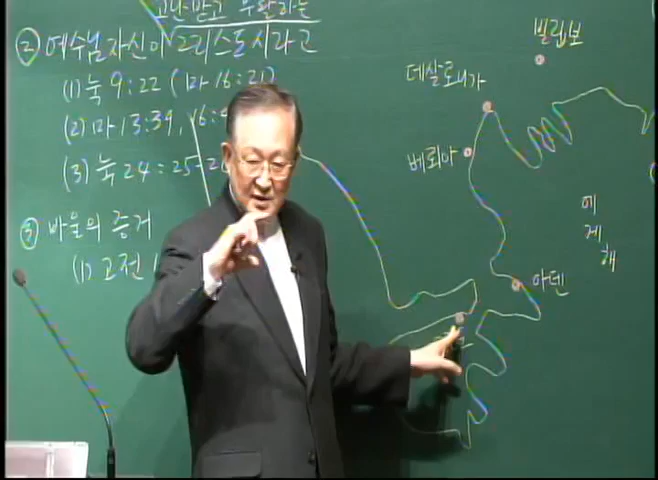 고난받고 부활하는
② 예수님 자신이 그리스도시라고
(1) 눅 9:22 (마 16:21)
(2) 마 13:39, 16:
(3) 눅 24:25-2
③ 바울의 증거
(1) 고전
빌립보
데살로니가
베뢰아
에게해
아덴